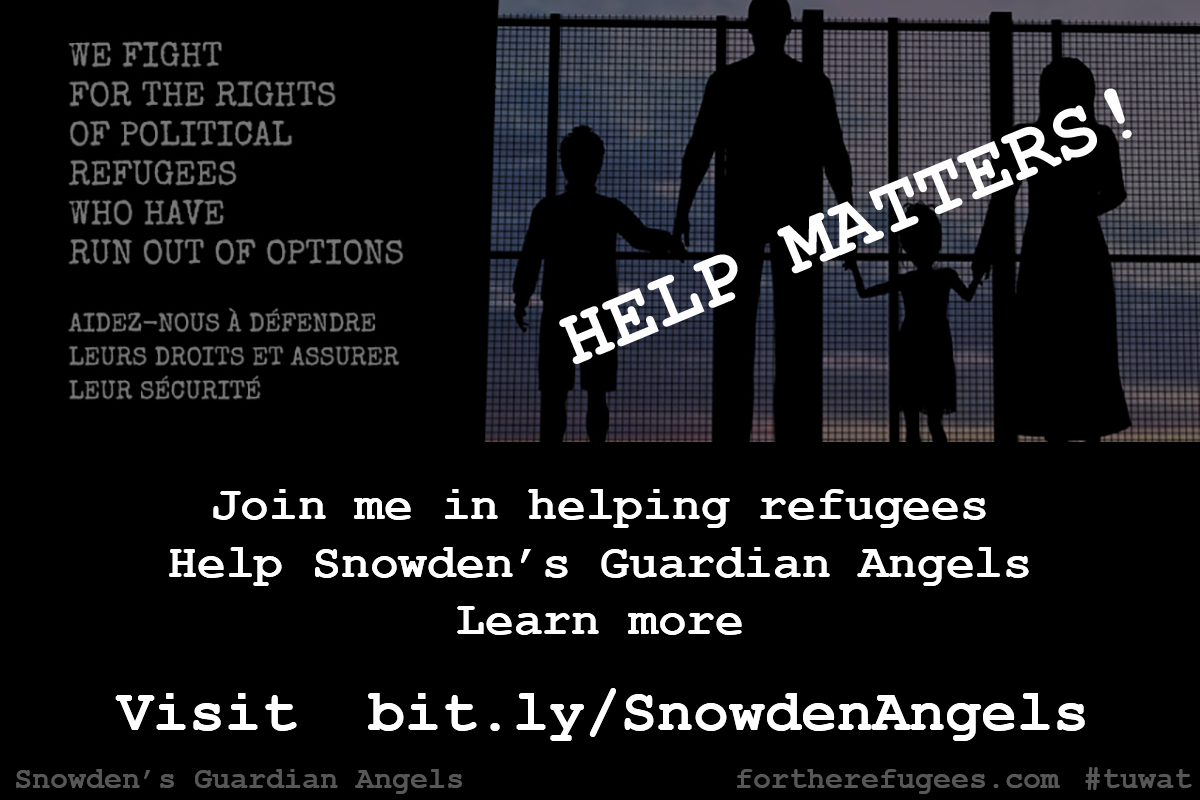 WE FIGHT
FOR THE RIGHTS
OF POLITICAL
REFUGEES
WHO HAVE
RUN OUT OF OPTIONS
AIDEZ-NOUS À DÉFENDRE
LEURS DROITS ET ASSURER
LEUR SÉCURITÉ
HELP MATTERS!
Join me in helping refugees
Help Snowden’s Guardian Angels
Learn more
Visit bit.ly/SnowdenAngels
Snowden’s Guardian Angels
fortherefugees.com #tuwat